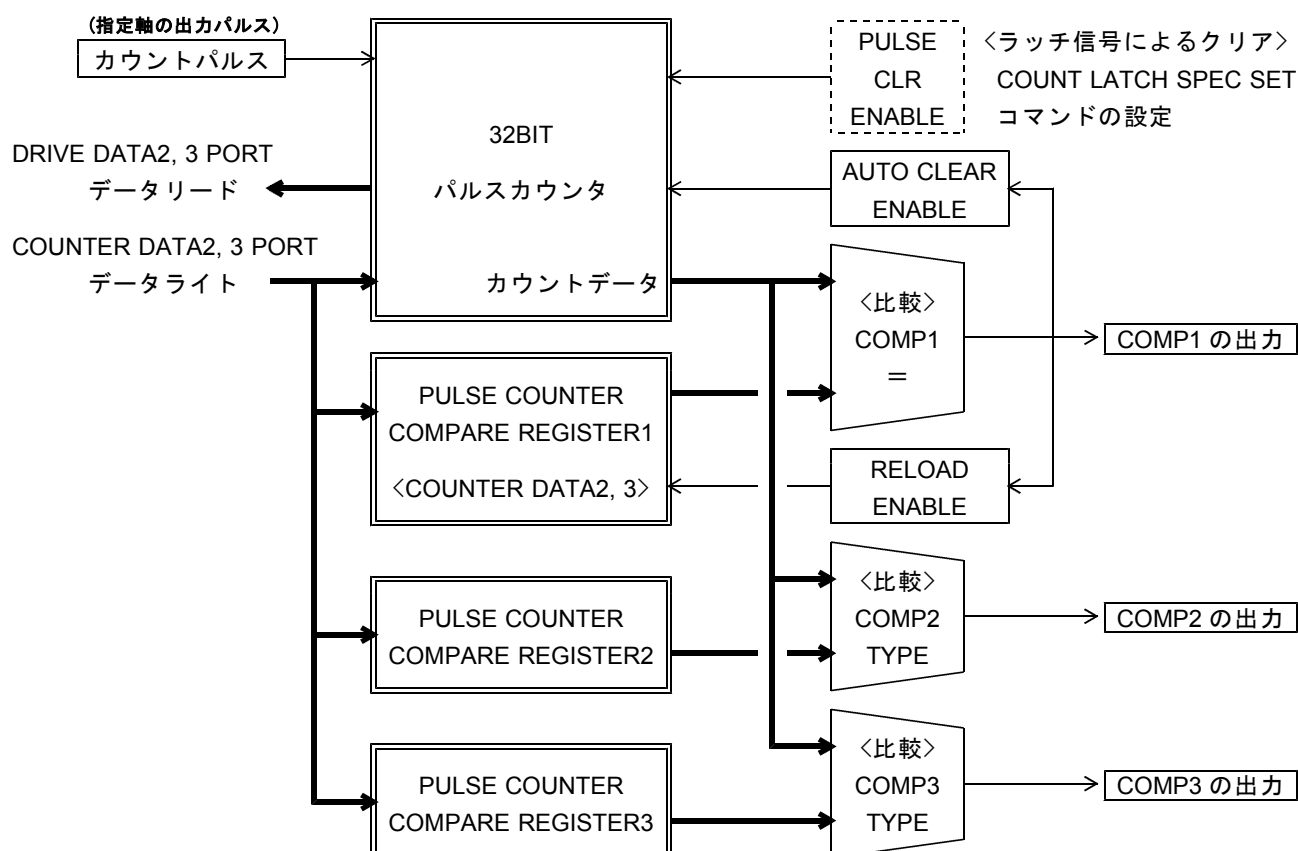 (指定軸の出力パルス)
カウントパルス
DRIVE DATA2, 3 PORT
データリード
COUNTER DATA2, 3 PORT
データライト
32BIT
パルスカウンタ
カウントデータ
PULSE
CLR
ENABLE
〈ラッチ信号によるクリア〉
COUNT LATCH SPEC SET
コマンドの設定
AUTO CLEAR
ENABLE
〈比較〉
COMP1
=
COMP1 の出力
PULSE COUNTER
COMPARE REGISTER1
〈COUNTER DATA2, 3〉
RELOAD
ENABLE
PULSE COUNTER
COMPARE REGISTER2
〈比較〉
COMP2
TYPE
COMP2 の出力
PULSE COUNTER
COMPARE REGISTER3
〈比較〉
COMP3
TYPE
COMP3 の出力